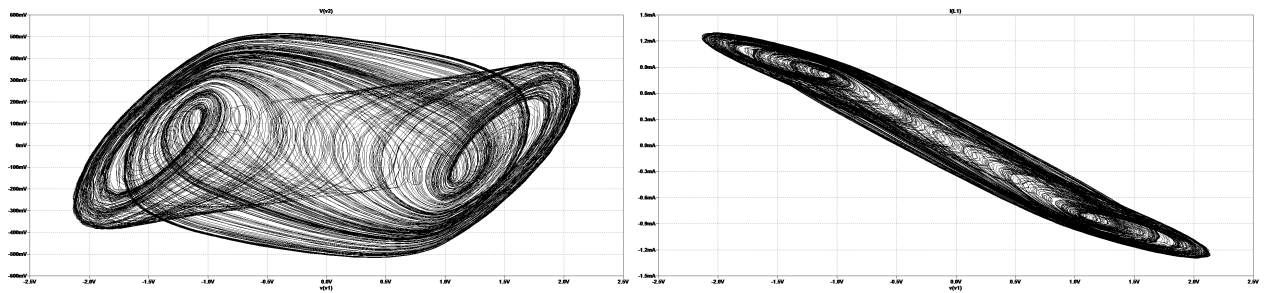 V(v2)
600mV
500mV
400mV
300mV
200mV
100mV
0mV
-100mV
-200mV
-300mV
-400mV
-500mV
-600mV
-2.5V -2.0V -1.5V -1.0V -0.5V 0.0V 0.5V 1.0V 1.5V 2.0V 2.5V
v(v1)
I(L1)
1.5mA
1.2mA
0.9mA
0.6mA
0.3mA
0.0mA
-0.3mA
-0.6mA
-0.9mA
-1.2mA
-1.5mA
-2.5V -2.0V -1.5V -1.0V -0.5V 0.0V 0.5V 1.0V 1.5V 2.0V 2.5V
v(v1)